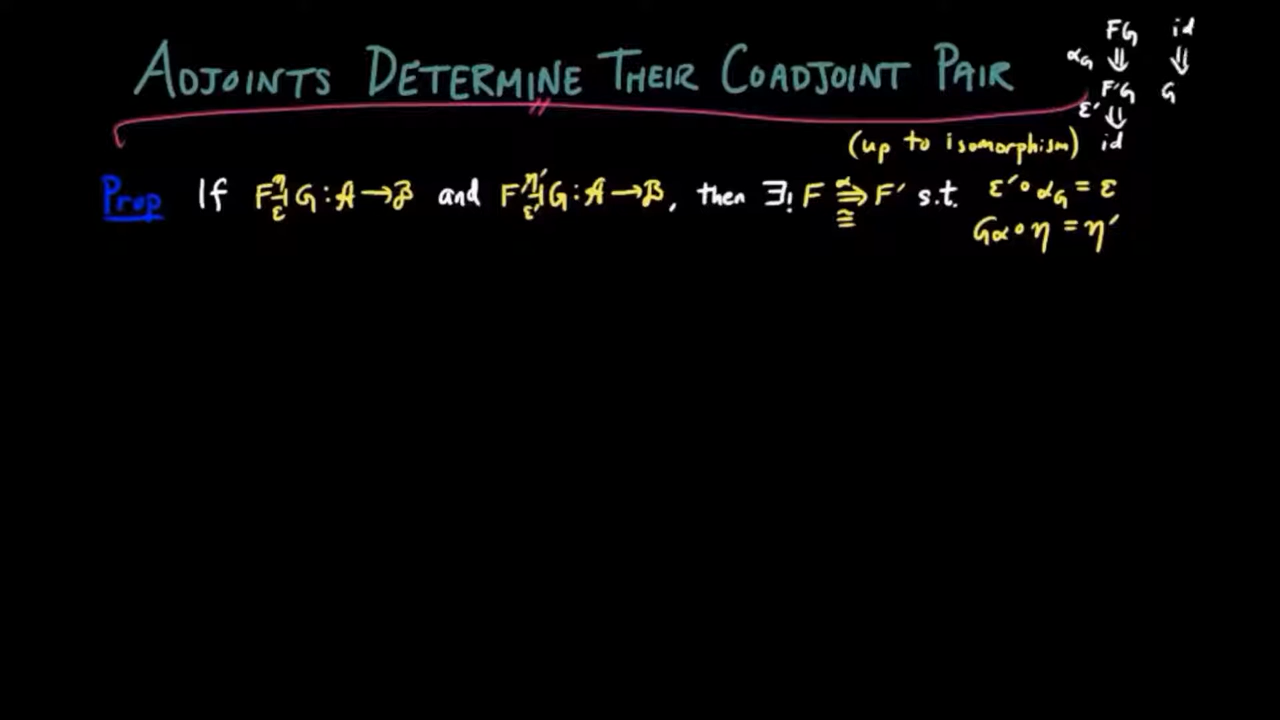 ADJOINTS DETERMINE THEIR COADJOINT PAIR
(up to isomorphism)
Prop If F ⊣ G : A → B and F' ⊣ G : A → B, then ∃! F ⇒ F' s.t. ε' ∘ α_G = ε
η ε η' ε' α ≅
Gα ∘ η = η'
FG id
α_G ⇓ ⇓
F'G G
ε' ⇓
id